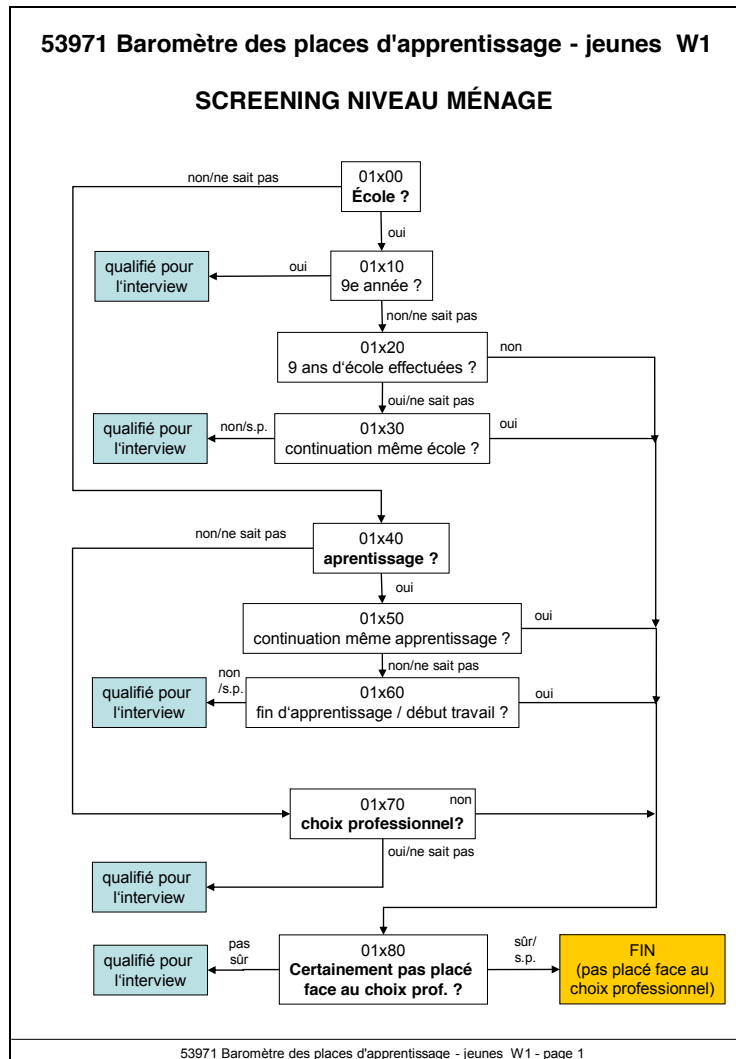 53971 Baromètre des places d'apprentissage - jeunes  W1
SCREENING NIVEAU MÉNAGE
non/ne sait pas
01x00
École ?
oui
qualifié pour
l'interview
oui
01x10
9e année ?
non/ne sait pas
01x20
9 ans d'école effectuées ?
non
oui/ne sait pas
qualifié pour
l'interview
non/s.p.
01x30
continuation même école ?
oui
non/ne sait pas
01x40
aprentissage ?
oui
01x50
continuation même apprentissage ?
oui
non/ne sait pas
qualifié pour
l'interview
non
/s.p.
01x60
fin d'apprentissage / début travail ?
oui
01x70
choix professionnel?
non
oui/ne sait pas
qualifié pour
l'interview
qualifié pour
l'interview
pas
sûr
01x80
Certainement pas placé
face au choix prof. ?
sûr/
s.p.
FIN
(pas placé face au
choix professionnel)
53971 Baromètre des places d'apprentissage - jeunes  W1 - page 1